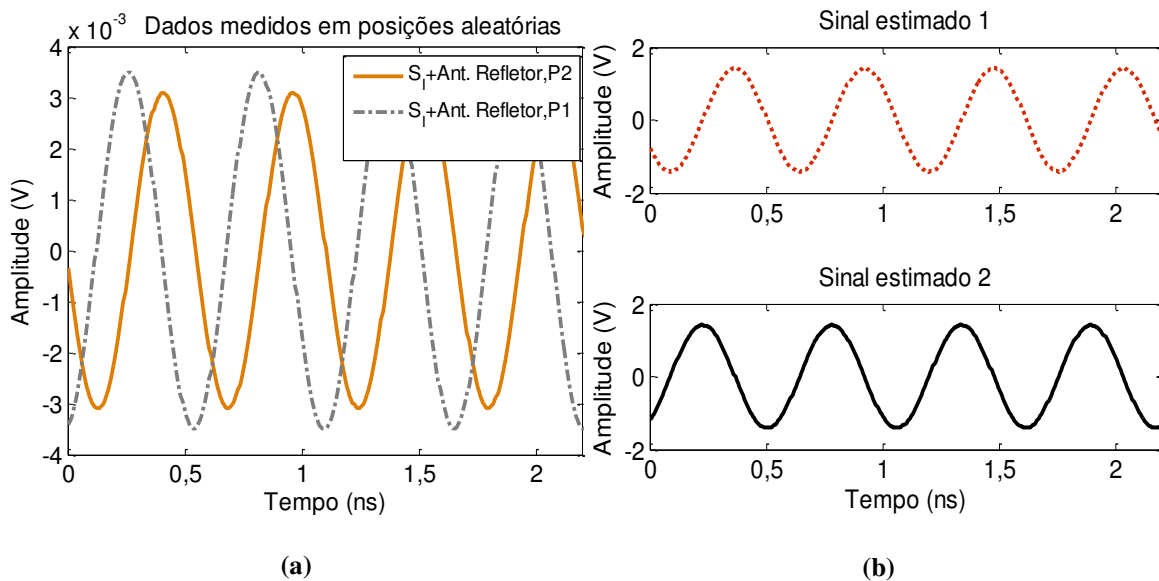 Dados medidos em posições aleatórias
x 10⁻³
4
3
2
1
0
-1
-2
-3
-4
Amplitude (V)
S_I+Ant. Refletor,P2
S_I+Ant. Refletor,P1
0 0,5 1 1,5 2
Tempo (ns)
(a)
Sinal estimado 1
2
0
-2
Amplitude (V)
0 0,5 1 1,5 2
Sinal estimado 2
2
0
-2
Amplitude (V)
0 0,5 1 1,5 2
Tempo (ns)
(b)